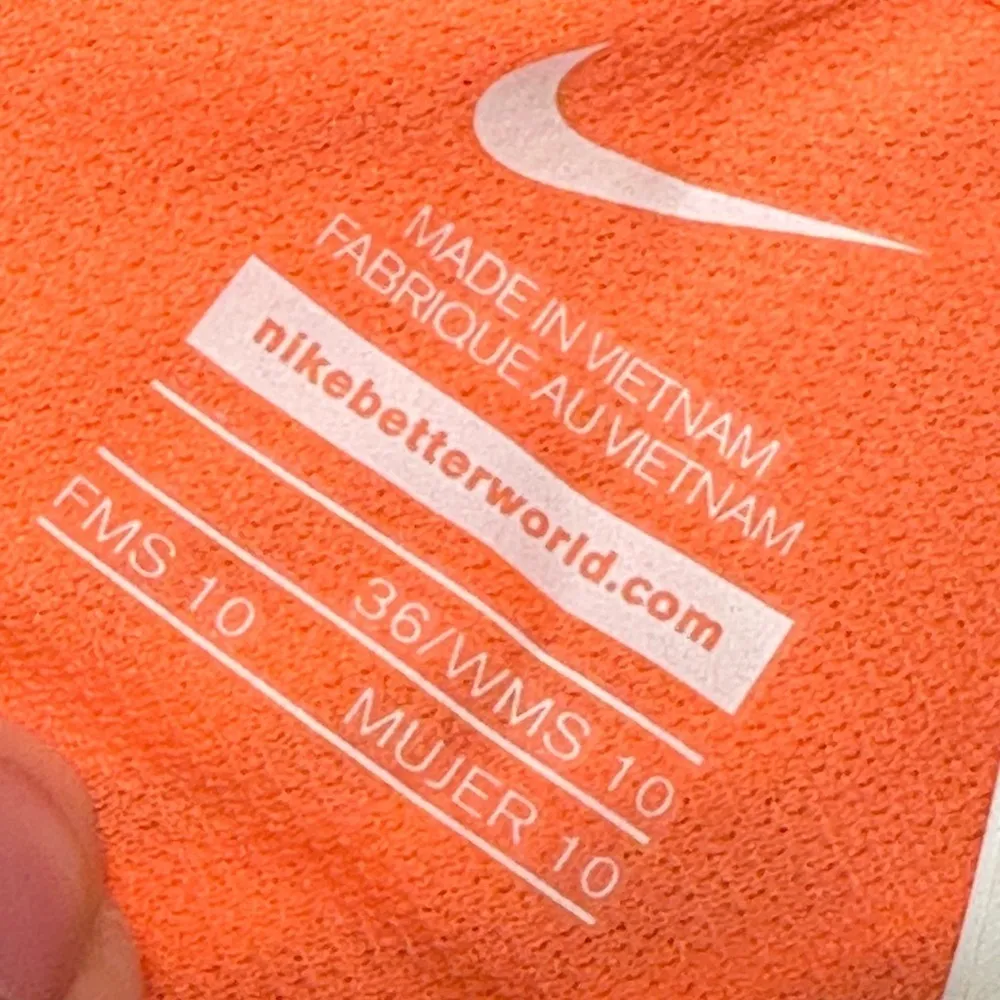 MADE IN VIETNAM
FABRIQUE AU VIETNAM
nikebetterworld.com
36/WMS 10
FMS 10 MUJER 10